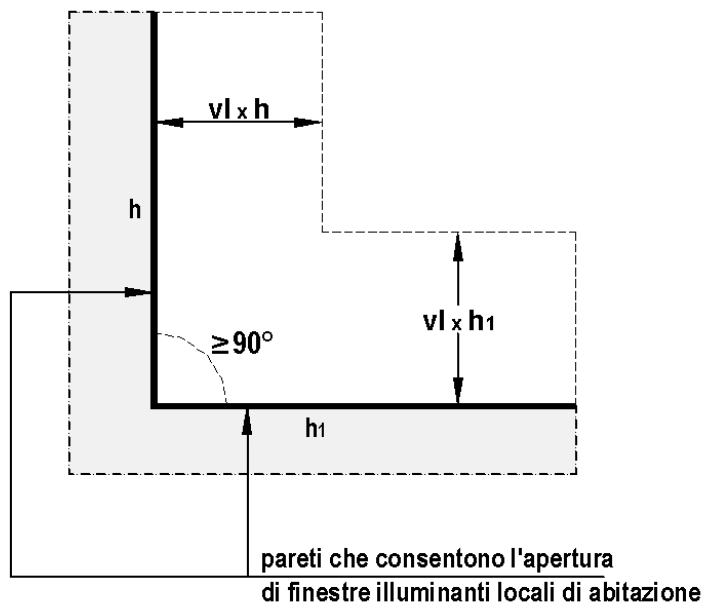 vl x h
h
≥90°
vl x h1
h1
pareti che consentono l'apertura
di finestre illuminanti locali di abitazione